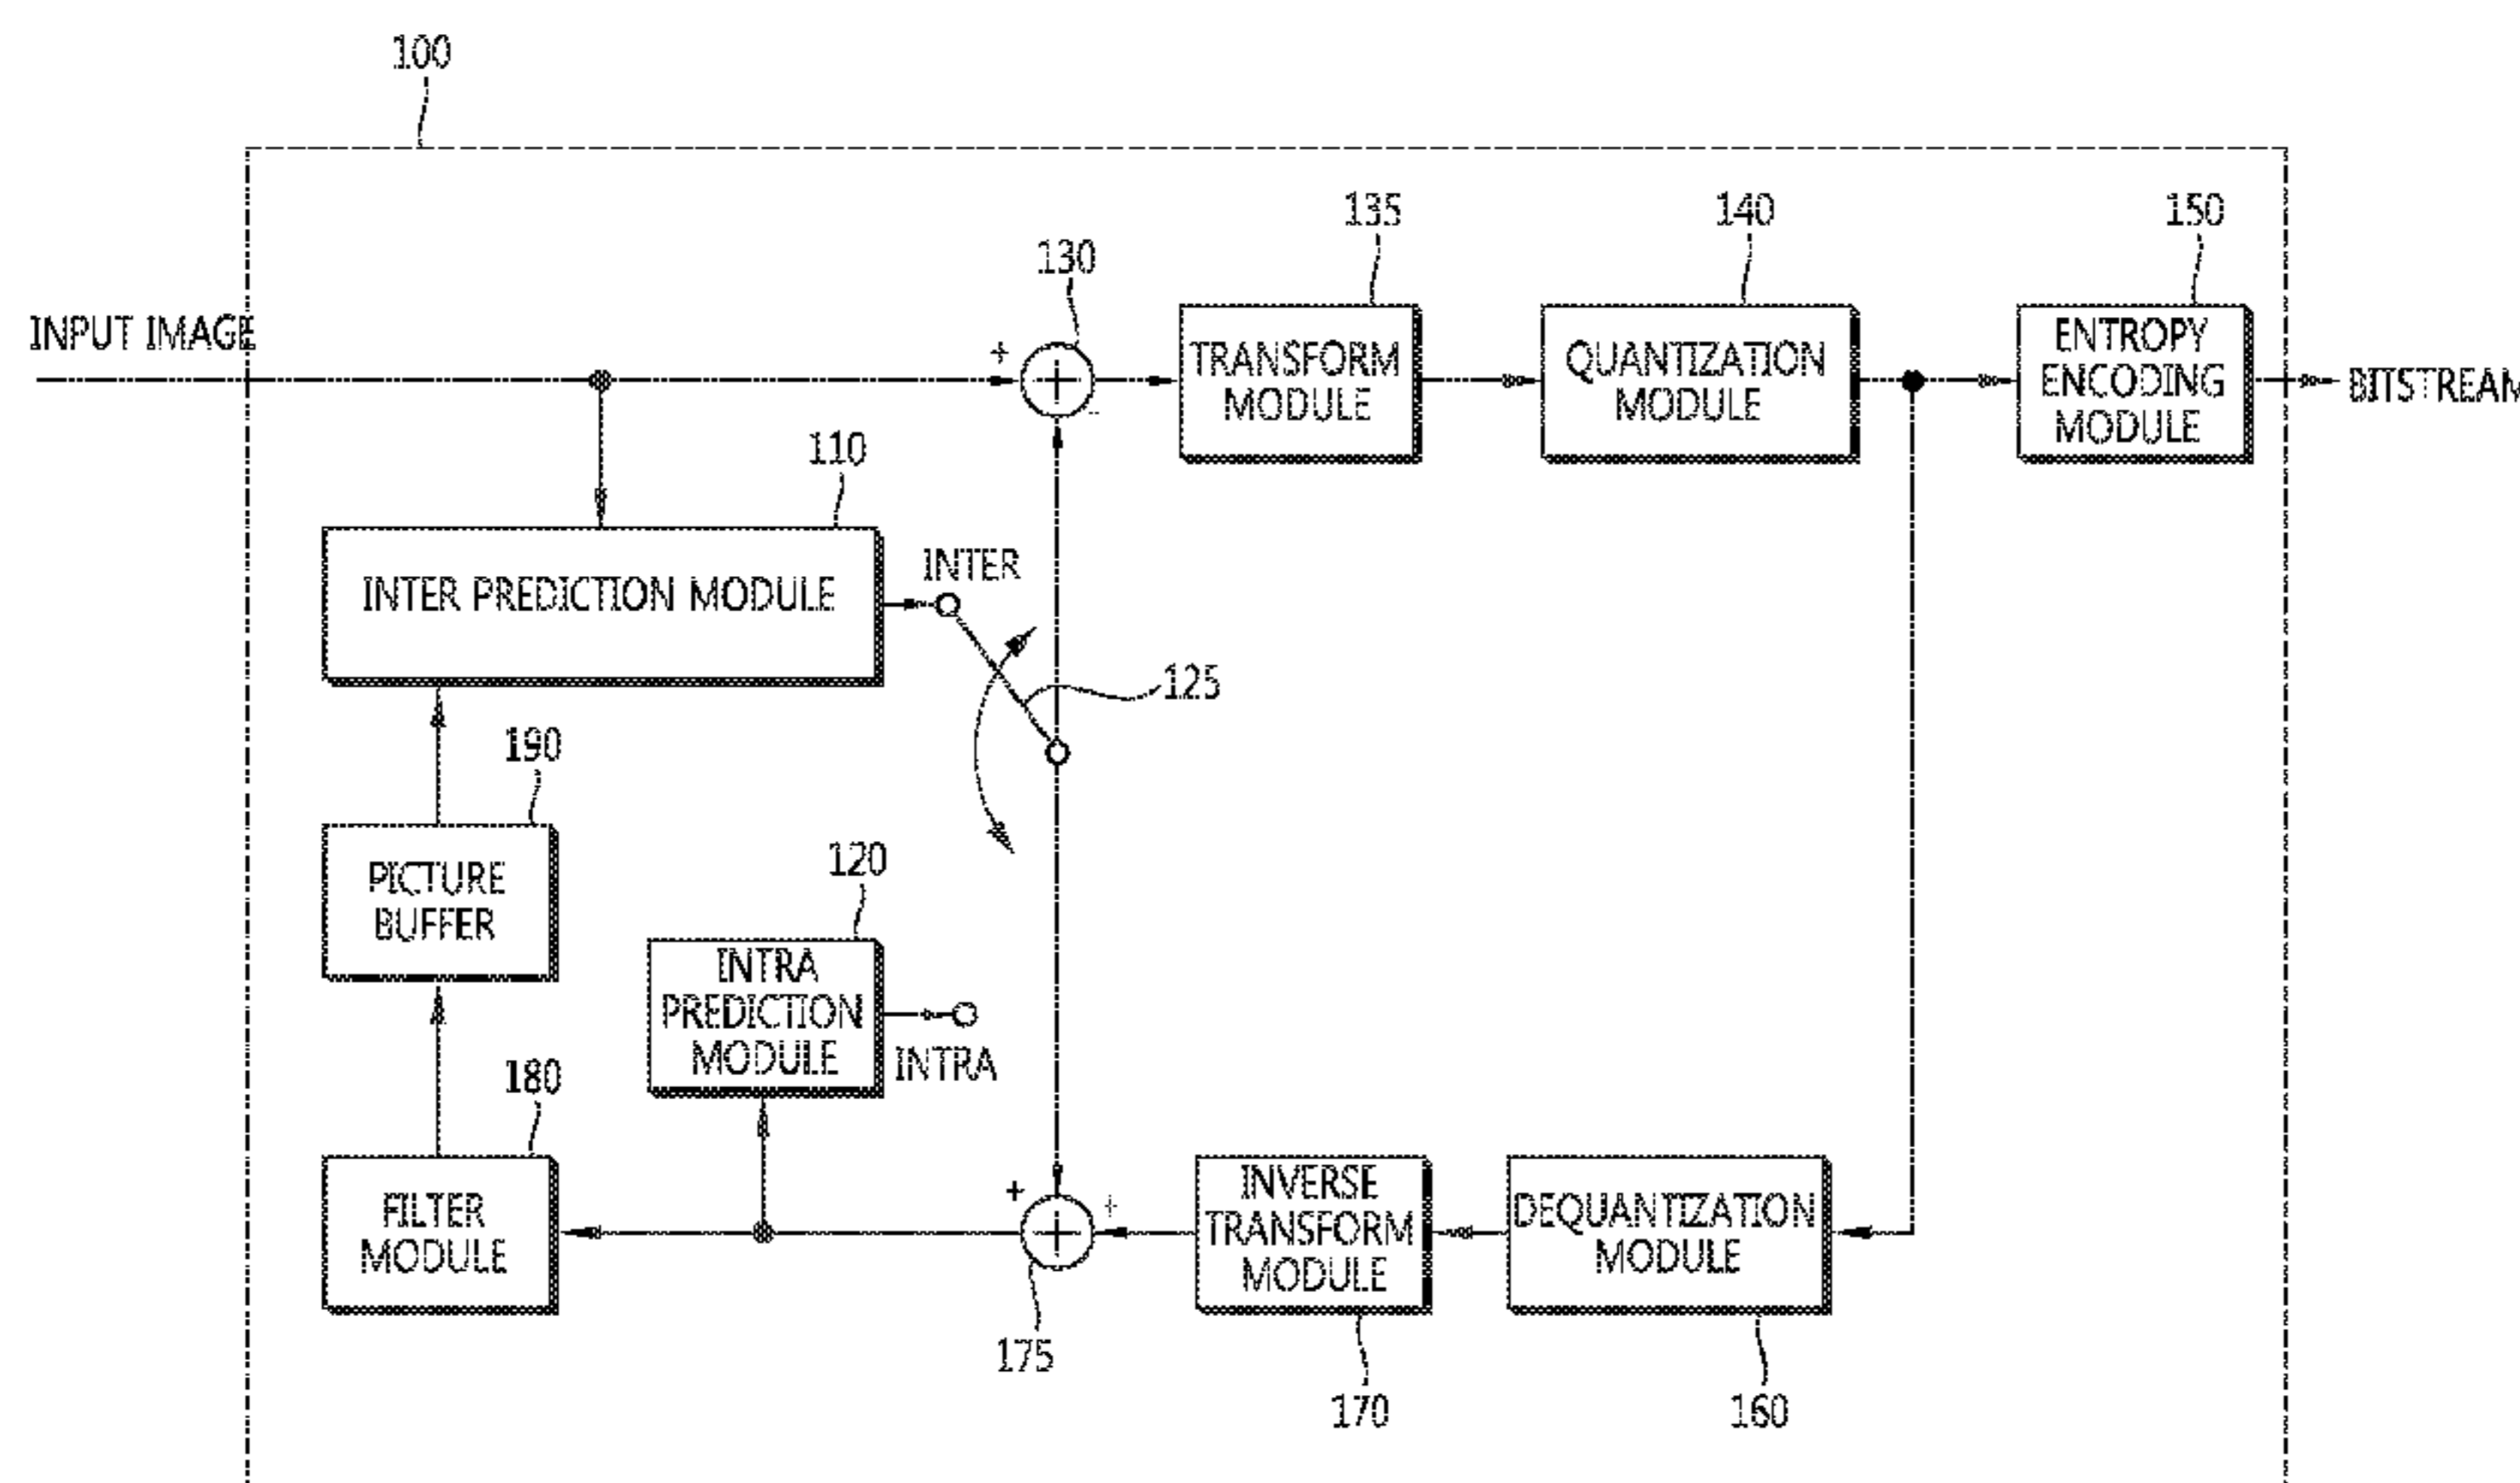 100
135
140
150
130
INPUT IMAGE
+
TRANSFORM
MODULE
QUANTIZATION
MODULE
ENTROPY
ENCODING
MODULE
BITSTREAM
-
110
INTER PREDICTION MODULE
INTER
125
190
PICTURE
BUFFER
120
INTRA
PREDICTION
MODULE
INTRA
180
FILTER
MODULE
+
+
INVERSE
TRANSFORM
MODULE
DEQUANTIZATION
MODULE
175
170
160